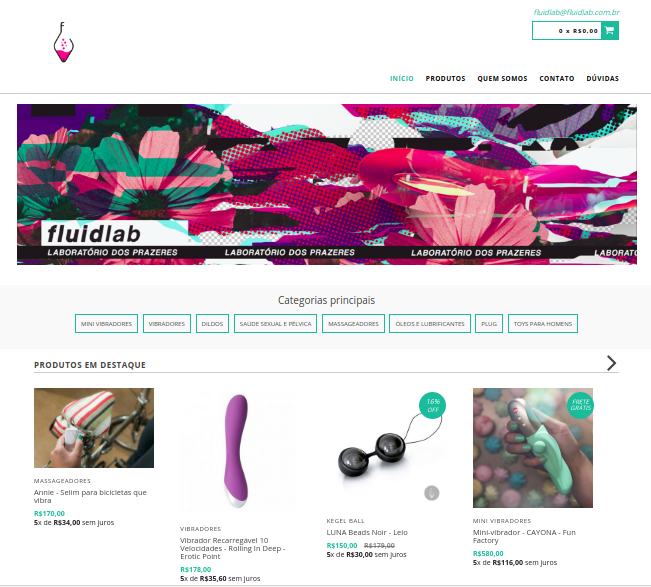 fluidlab@fluidlab.com.br
0 x R$0,00
INÍCIO PRODUTOS QUEM SOMOS CONTATO DÚVIDAS
fluidlab
LABORATÓRIO DOS PRAZERES LABORATÓRIO DOS PRAZERES LABORATÓRIO DOS PRAZERES LABORATO
Categorias principais
MINI VIBRADORES VIBRADORES DILDOS SAÚDE SEXUAL E PÉLVICA MASSAGEADORES ÓLEOS E LUBRIFICANTES PLUG TOYS PARA HOMENS
PRODUTOS EM DESTAQUE
MASSAGEADORES
Annie - Selim para bicicletas que
vibra
R$170,00
5x de R$34,00 sem juros
VIBRADORES
Vibrador Recarregável 10
Velocidades - Rolling In Deep -
Erotic Point
R$178,00
5x de R$35,60 sem juros
16%
OFF
KEGEL BALL
LUNA Beads Noir - Lelo
R$150,00 R$179,00
5x de R$30,00 sem juros
FRETE
GRÁTIS
MINI VIBRADORES
Mini-vibrador - CAYONA - Fun
Factory
R$580,00
5x de R$116,00 sem juros